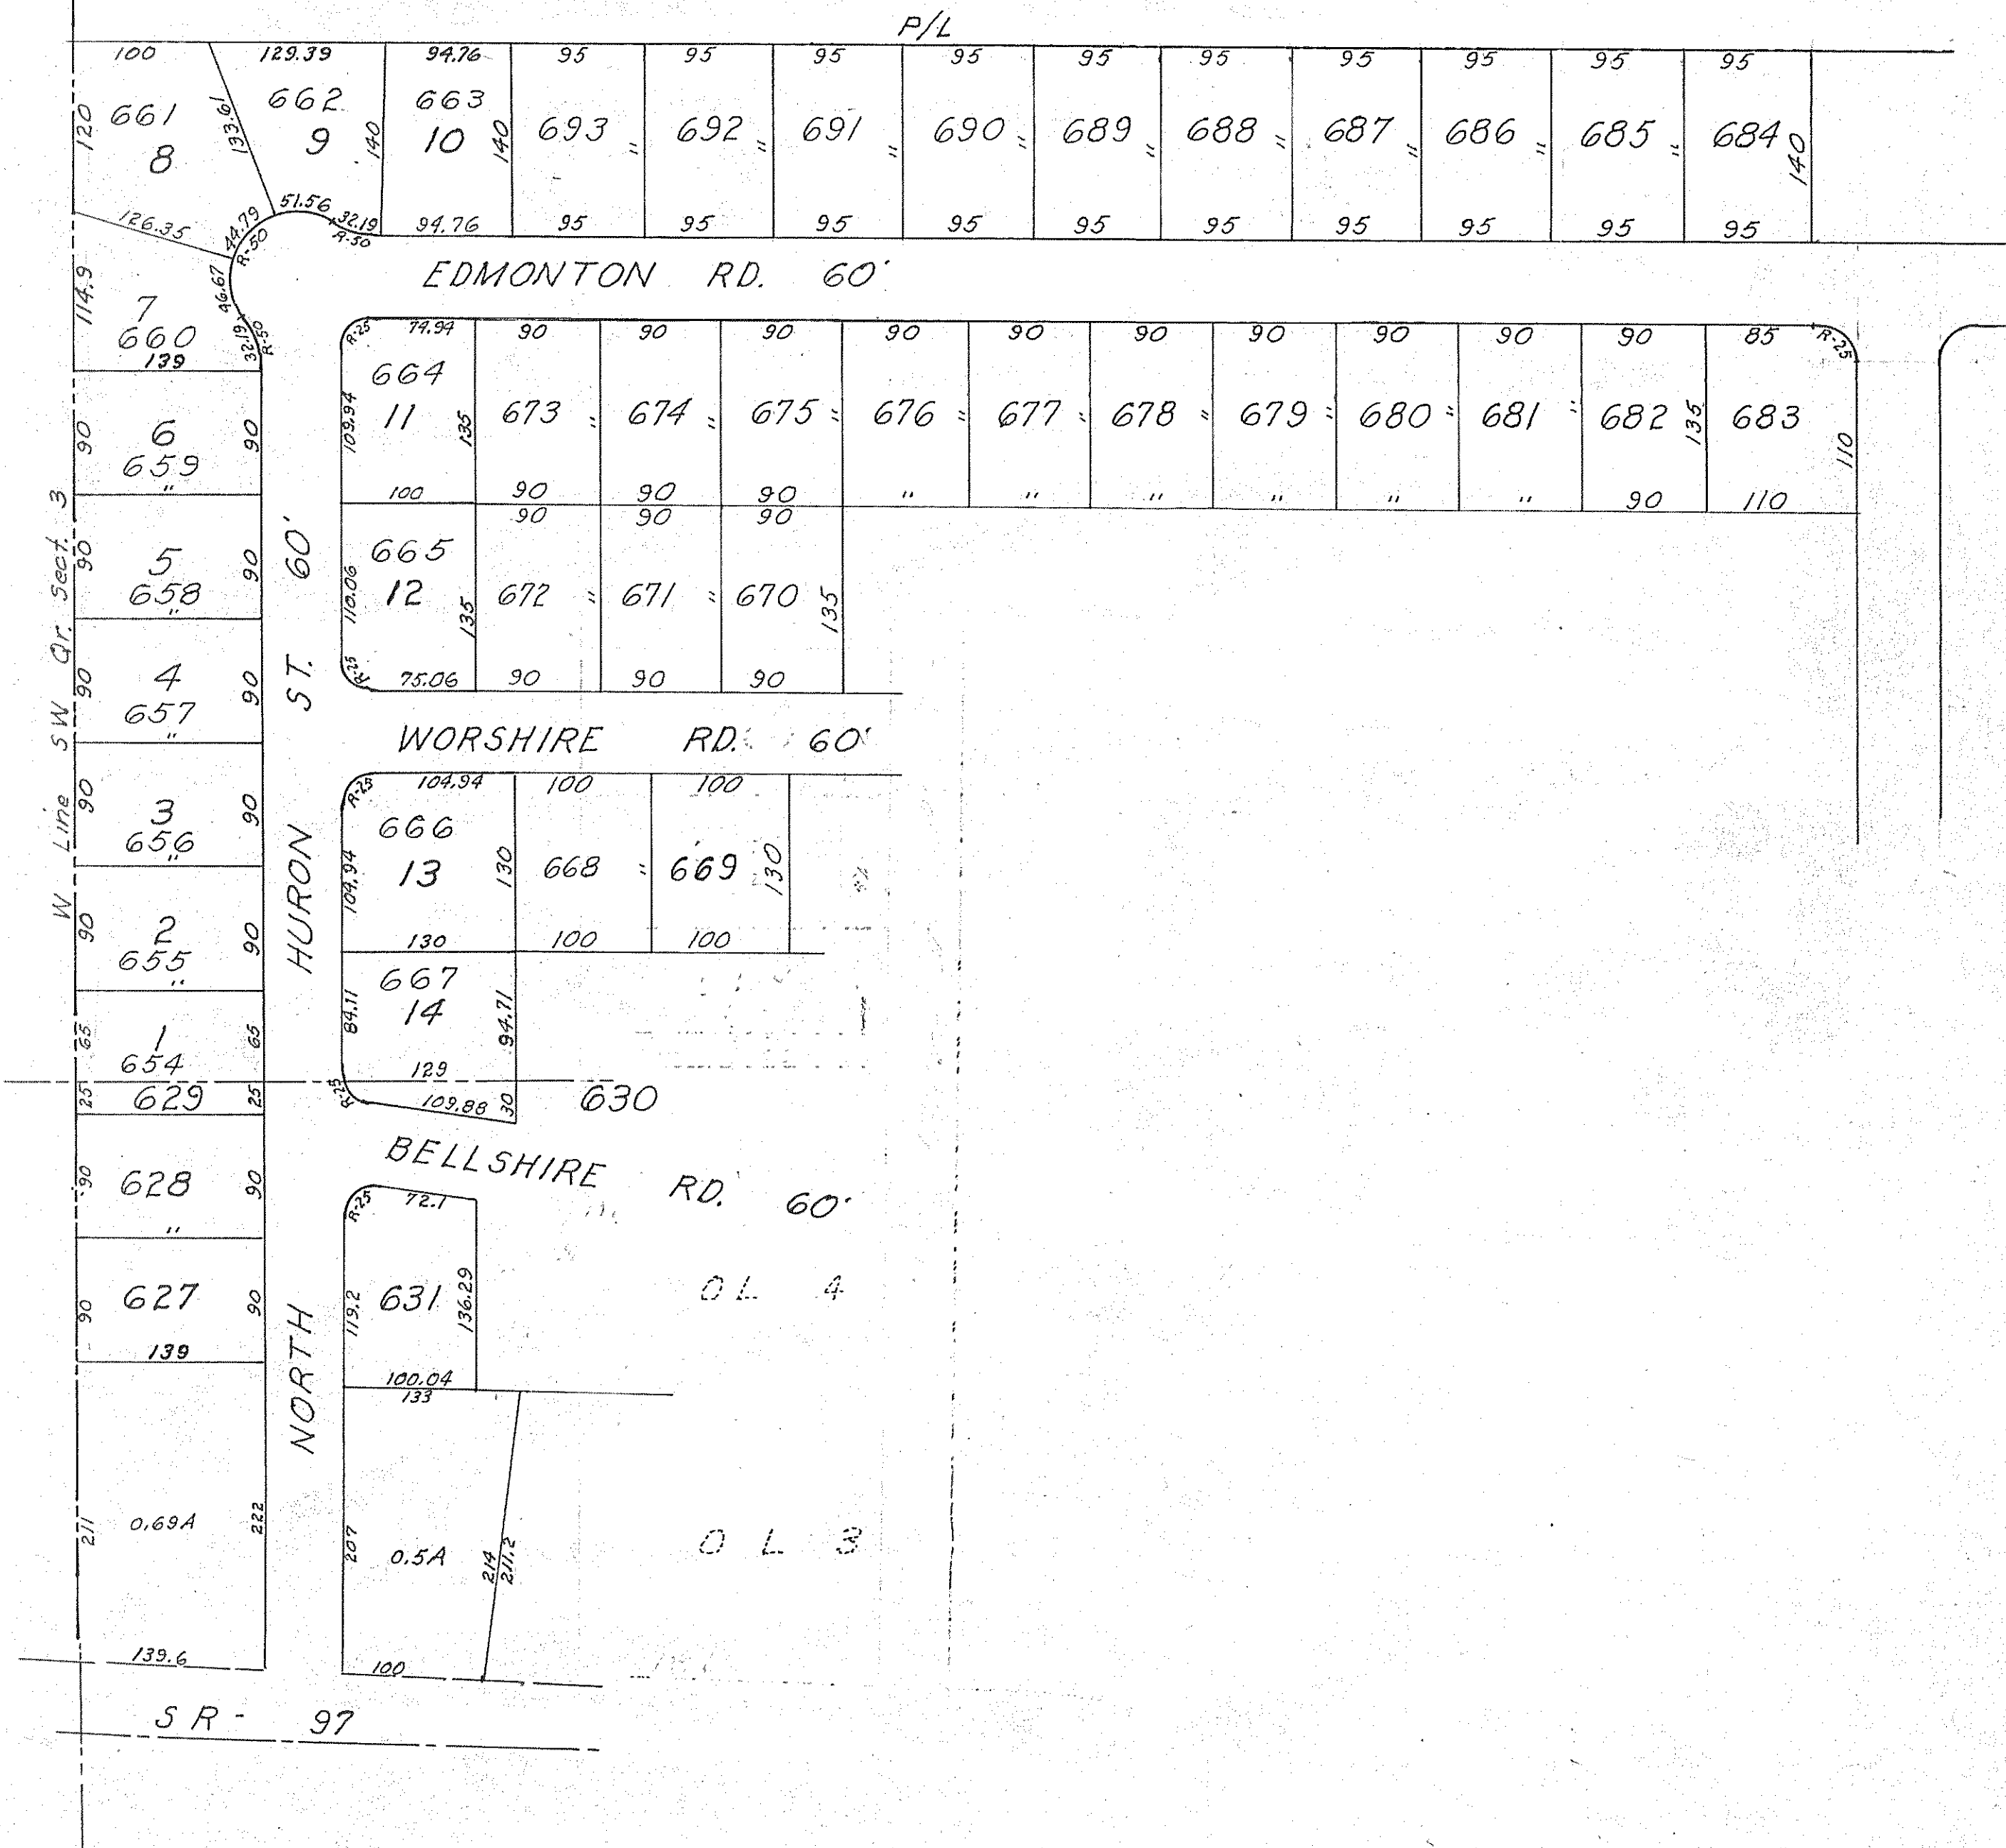 P/L
100 129.39 94.76 95 95 95 95 95 95 95 95 95 95
661 662 663
8 9 10 693 " 692 " 691 " 690 " 689 " 688 " 687 " 686 " 685 " 684
120 133.61 140 140 140
126.35 44.79 R-50 51.56 32.19 R-50 94.76 95 95 95 95 95 95 95 95 95 95
EDMONTON RD. 60'
114.9 7 46.67
660 32.19 R-50
139
R-25 74.94 90 90 90 90 90 90 90 90 90 90 85 R-25
664
11 673 " 674 " 675 " 676 " 677 " 678 " 679 " 680 " 681 " 682 683
109.94 135 135 110
100 90 90 90 " " " " " " 90 110
90 6 90
659
"
90 90 90
665
12 672 " 671 " 670
110.06 135 135
R-25 75.06 90 90 90
90 5 90
658
"
90 4 90
657
"
WORSHIRE RD. 60'
R-25 104.94 100 100
666
13 668 " 669
104.94 130 130
130 100 100
90 3 90
656
"
90 2 90
655
"
667
14
84.11 94.71
129
R-25 109.88 30 630
65 1 65
654
25 629 25
BELLSHIRE RD. 60'
90 628 90
"
R-25 72.1
119.2 631 136.29
100.04
OL 4
90 627 90
139
133
207 0.5A 214 211.2
100
OL 3
211 0.69A 222
139.6
W Line SW Qr. Sect. 3
NORTH HURON ST. 60'
SR - 97